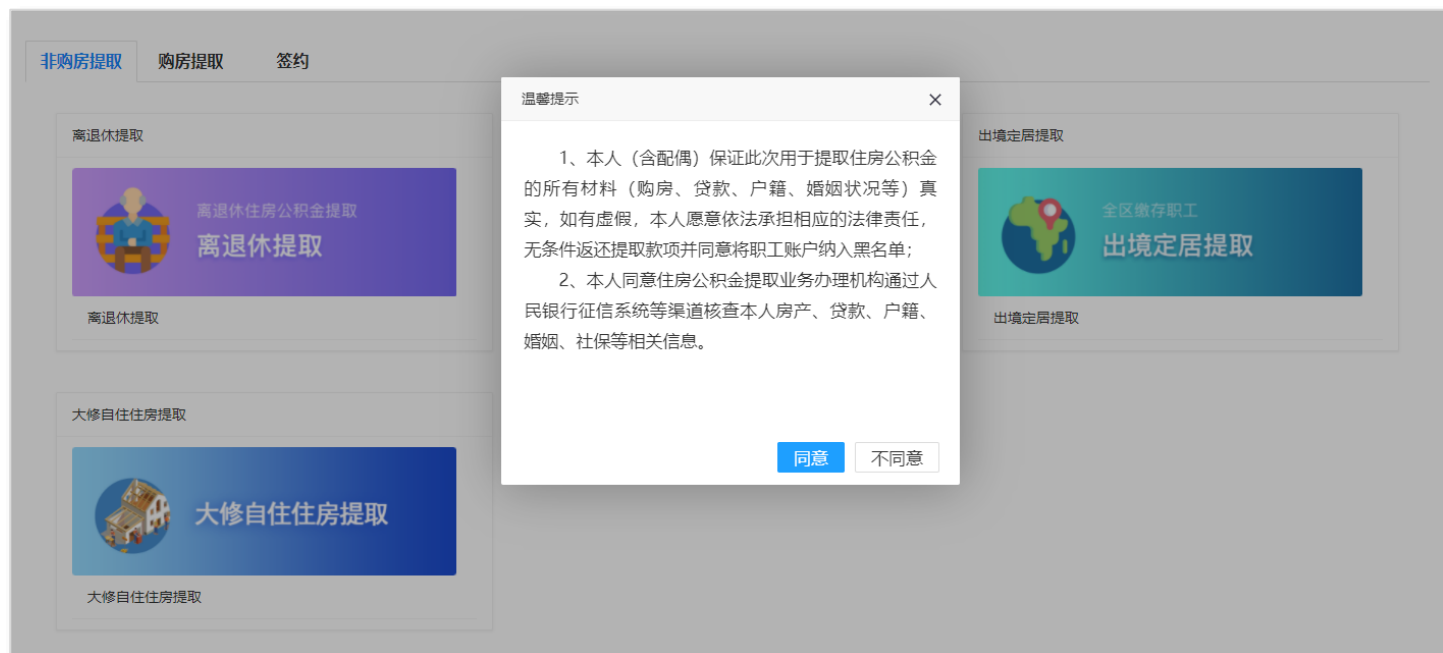 非购房提取 购房提取 签约
温馨提示
离退休提取
出境定居提取
1、本人（含配偶）保证此次用于提取住房公积金
的所有材料（购房、贷款、户籍、婚姻状况等）真
实，如有虚假，本人愿意依法承担相应的法律责任，
无条件返还提取款项并同意将职工账户纳入黑名单；
2、本人同意住房公积金提取业务办理机构通过人
民银行征信系统等渠道核查本人房产、贷款、户籍、
婚姻、社保等相关信息。
离退休住房公积金提取
离退休提取
全区缴存职工
出境定居提取
离退休提取
出境定居提取
大修自住住房提取
同意 不同意
大修自住住房提取
大修自住住房提取